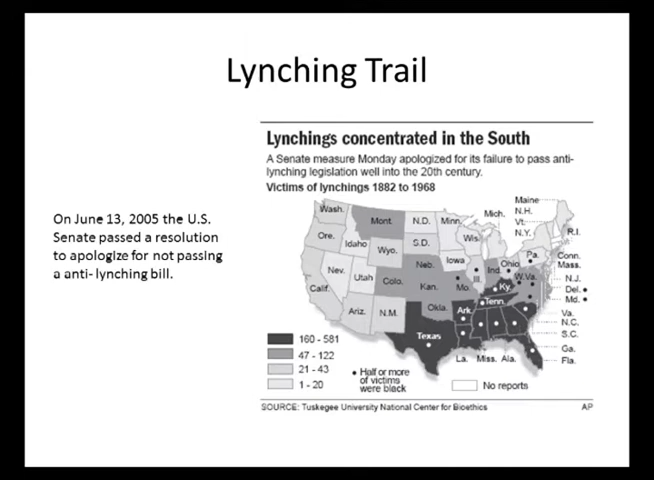 Lynching Trail
Lynchings concentrated in the South
A Senate measure Monday apologized for its failure to pass anti-
lynching legislation well into the 20th century.
Victims of lynchings 1882 to 1968
On June 13, 2005 the U.S.
Senate passed a resolution
to apologize for not passing
a anti- lynching bill.
Wash.
Mont.
N.D.
Minn.
Mich.
Maine
N.H.
Vt.
N.Y.
R.I.
Ore.
Idaho
Wyo.
S.D.
Wis.
Conn.
Mass.
Nev.
Utah
Colo.
Neb.
Iowa
Ill.
Ind.
Ohio
Pa.
W.Va.
N.J.
Del.
Md.
Calif.
Kan.
Mo.
Ky.
Va.
Ariz.
N.M.
Okla.
Ark.
Tenn.
N.C.
S.C.
Texas
La.
Miss.
Ala.
Ga.
Fla.
160 - 581
47 - 122
21 - 43
1 - 20
• Half or more
of victims
were black
No reports
SOURCE: Tuskegee University National Center for Bioethics
AP